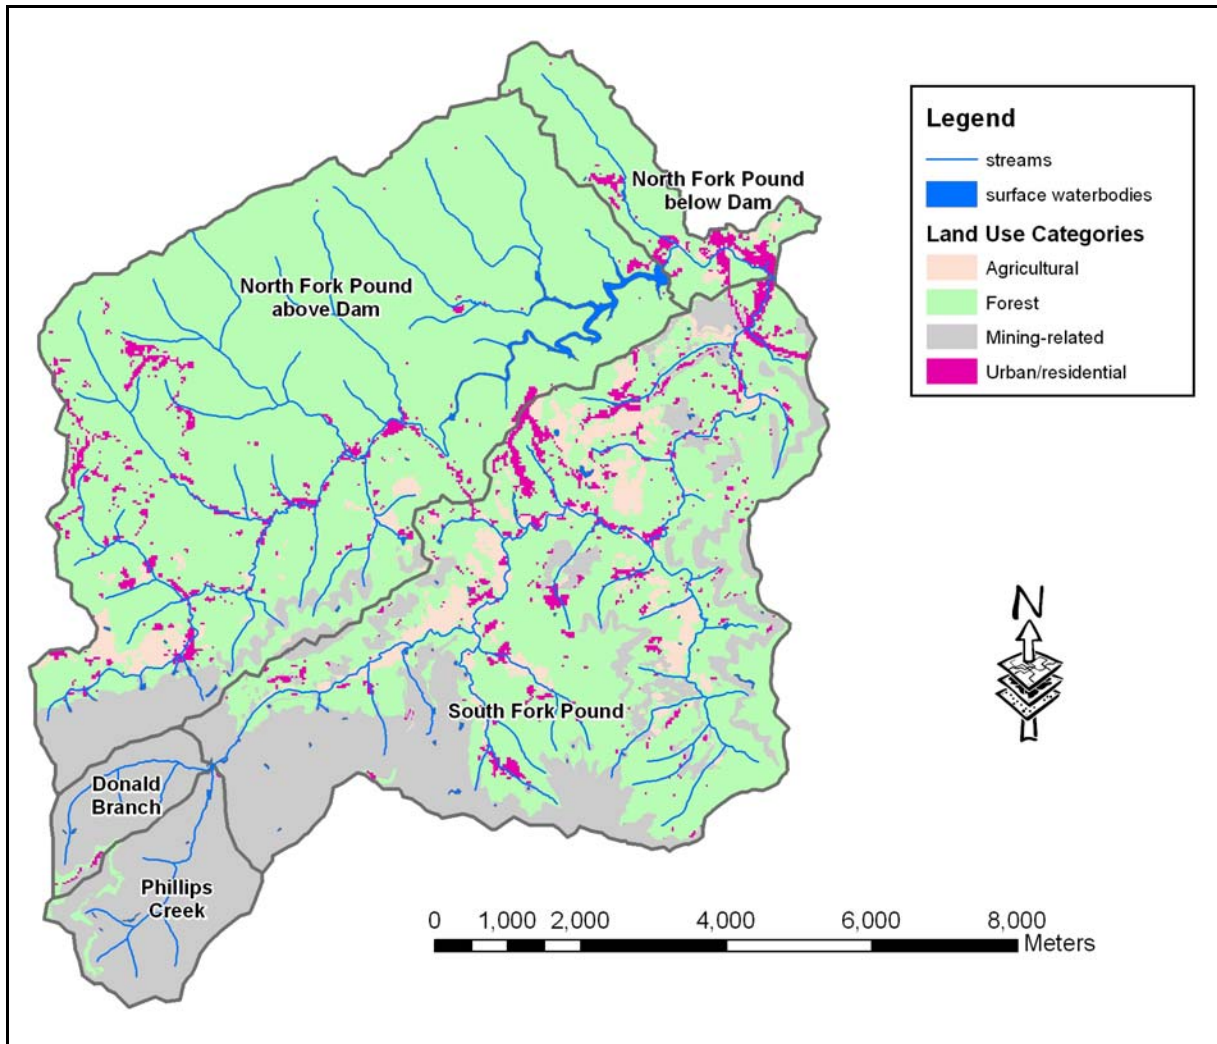 Legend
streams
surface waterbodies
Land Use Categories
Agricultural
Forest
Mining-related
Urban/residential
North Fork Pound
below Dam
North Fork Pound
above Dam
South Fork Pound
Donald
Branch
Phillips
Creek
N
0 1,000 2,000 4,000 6,000 8,000
Meters